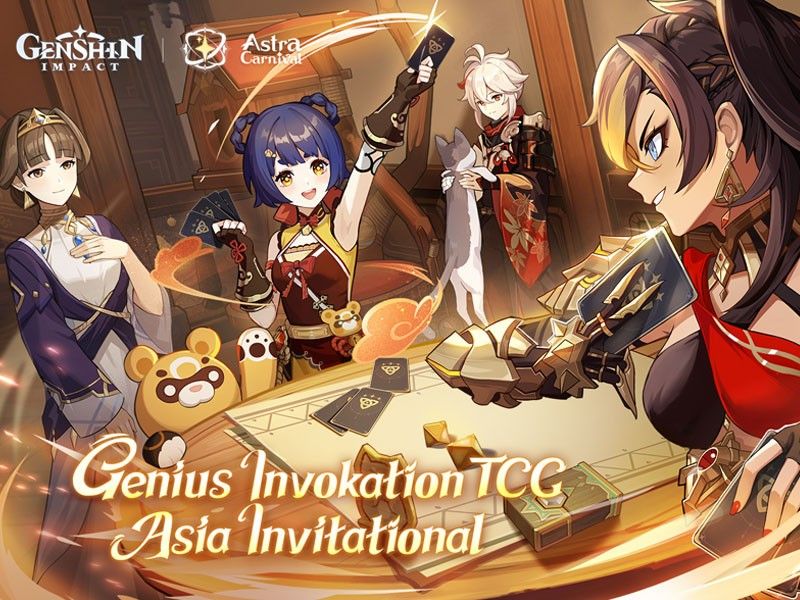 GENSHIN
IMPACT
Astra
Carnival
Genius Invokation TCG
Asia Invitational